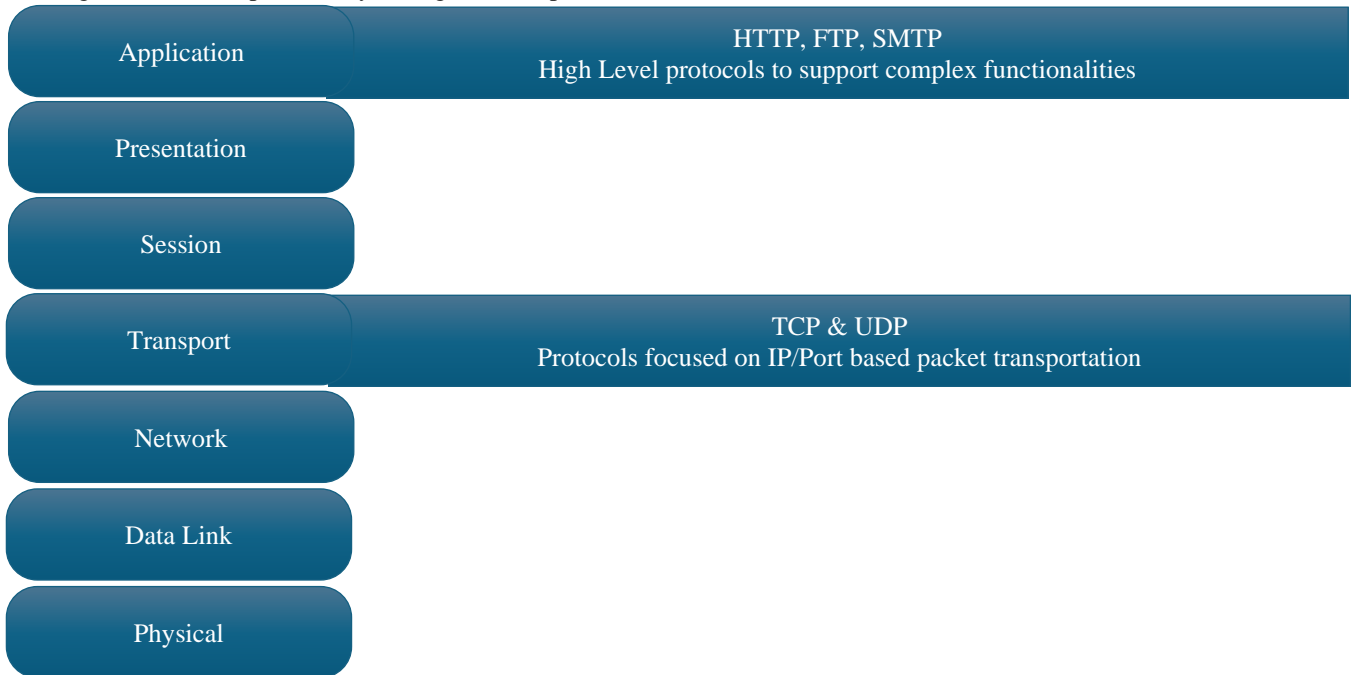 Application
HTTP, FTP, SMTP
High Level protocols to support complex functionalities
Presentation
Session
Transport
TCP & UDP
Protocols focused on IP/Port based packet transportation
Network
Data Link
Physical